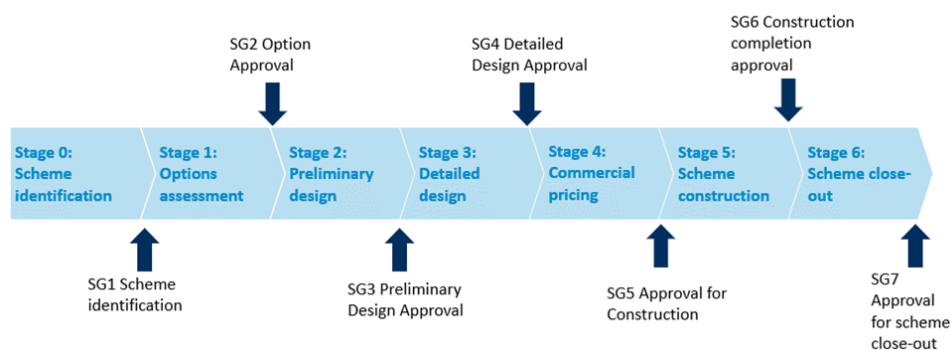 SG2 Option
Approval
SG4 Detailed
Design Approval
SG6 Construction
completion
approval
Stage 0:
Scheme
identification
Stage 1:
Options
assessment
Stage 2:
Preliminary
design
Stage 3:
Detailed
design
Stage 4:
Commercial
pricing
Stage 5:
Scheme
construction
Stage 6:
Scheme close-
out
SG1 Scheme
identification
SG3 Preliminary
Design Approval
SG5 Approval for
Construction
SG7
Approval
for scheme
close-out